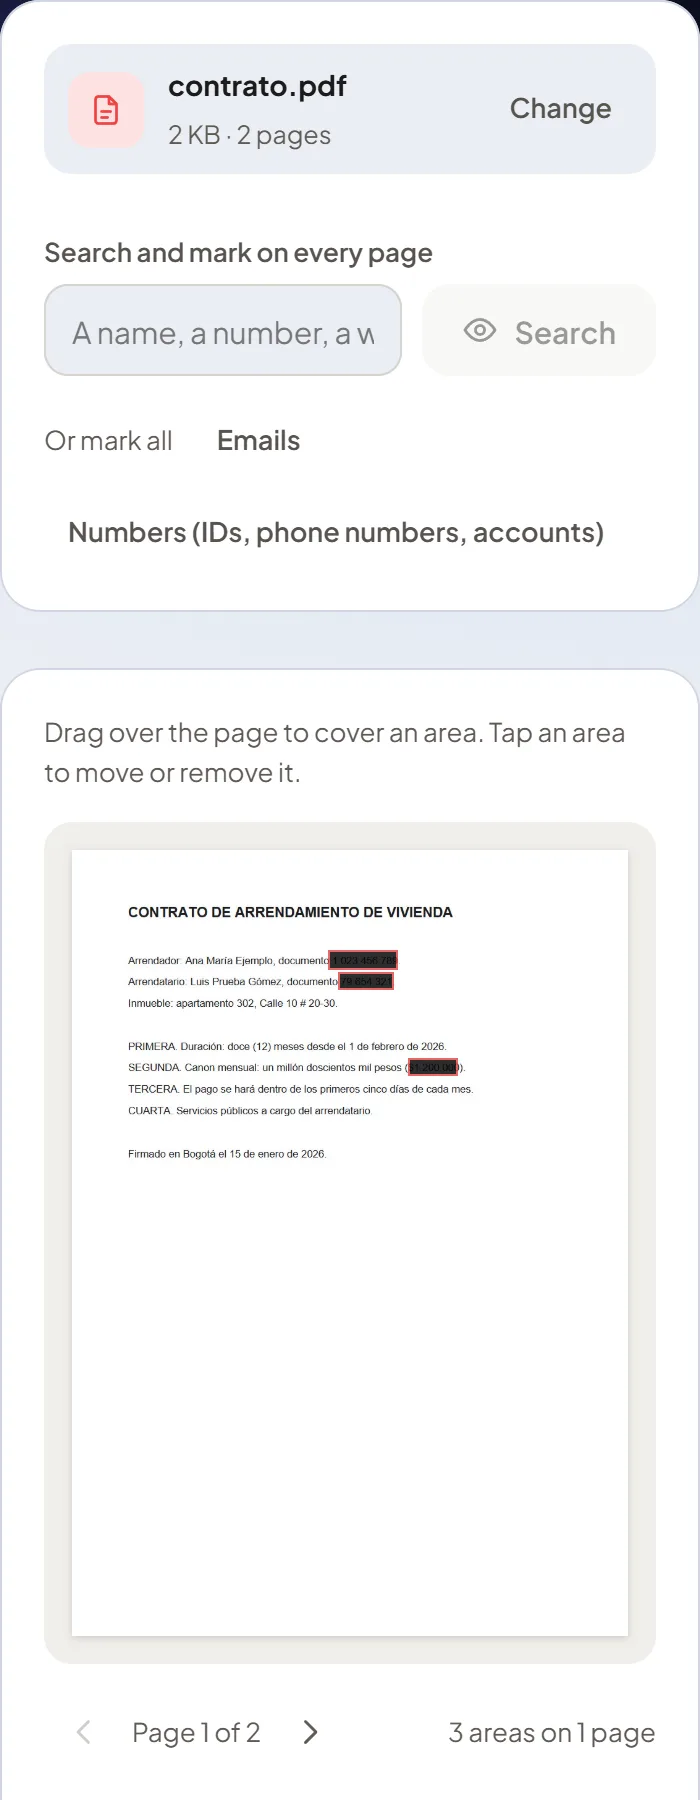 contrato.pdf
2 KB · 2 pages
Change
Search and mark on every page
A name, a number, a w
Search
Or mark all
Emails
Numbers (IDs, phone numbers, accounts)
Drag over the page to cover an area. Tap an area
to move or remove it.
CONTRATO DE ARRENDAMIENTO DE VIVIENDA
Arrendador: Ana María Ejemplo, documento
Arrendatario: Luis Prueba Gómez, documento
Inmueble: apartamento 302, Calle 10 # 20-30.
PRIMERA. Duración: doce (12) meses desde el 1 de febrero de 2026.
SEGUNDA. Canon mensual: un millón doscientos mil pesos ( ).
TERCERA. El pago se hará dentro de los primeros cinco días de cada mes.
CUARTA. Servicios públicos a cargo del arrendatario.
Firmado en Bogotá el 15 de enero de 2026.
Page 1 of 2
3 areas on 1 page